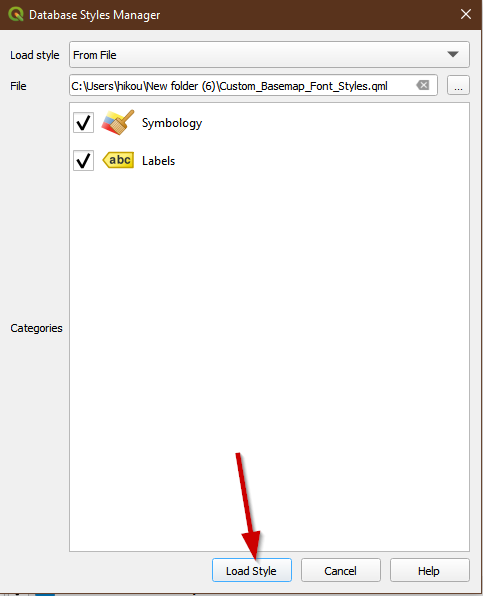 Database Styles Manager
Load style From File
File C:\Users\hikou\New folder (6)\Custom_Basemap_Font_Styles.qml ...
Symbology
abc Labels
Categories
Load Style Cancel Help